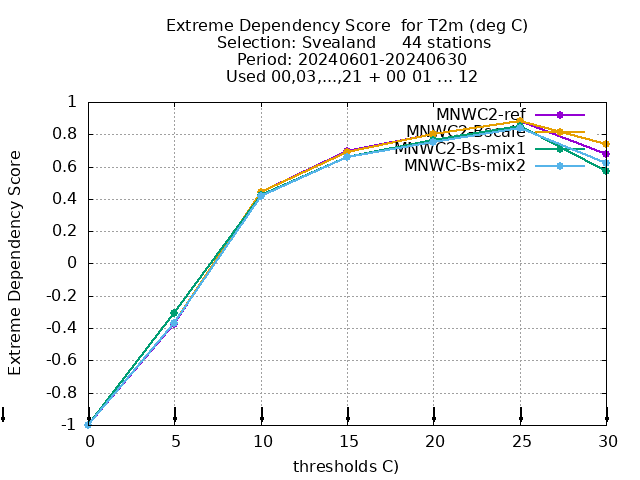 Extreme Dependency Score  for T2m (deg C)
Selection: Svealand     44 stations
Period: 20240601-20240630
Used 00,03,...,21 + 00 01 ... 12
MNWC2-ref
MNWC2-Bscale
MNWC2-Bs-mix1
MNWC-Bs-mix2
1
0.8
0.6
0.4
0.2
0
-0.2
-0.4
-0.6
-0.8
-1
Extreme Dependency Score
0 5 10 15 20 25 30
thresholds C)